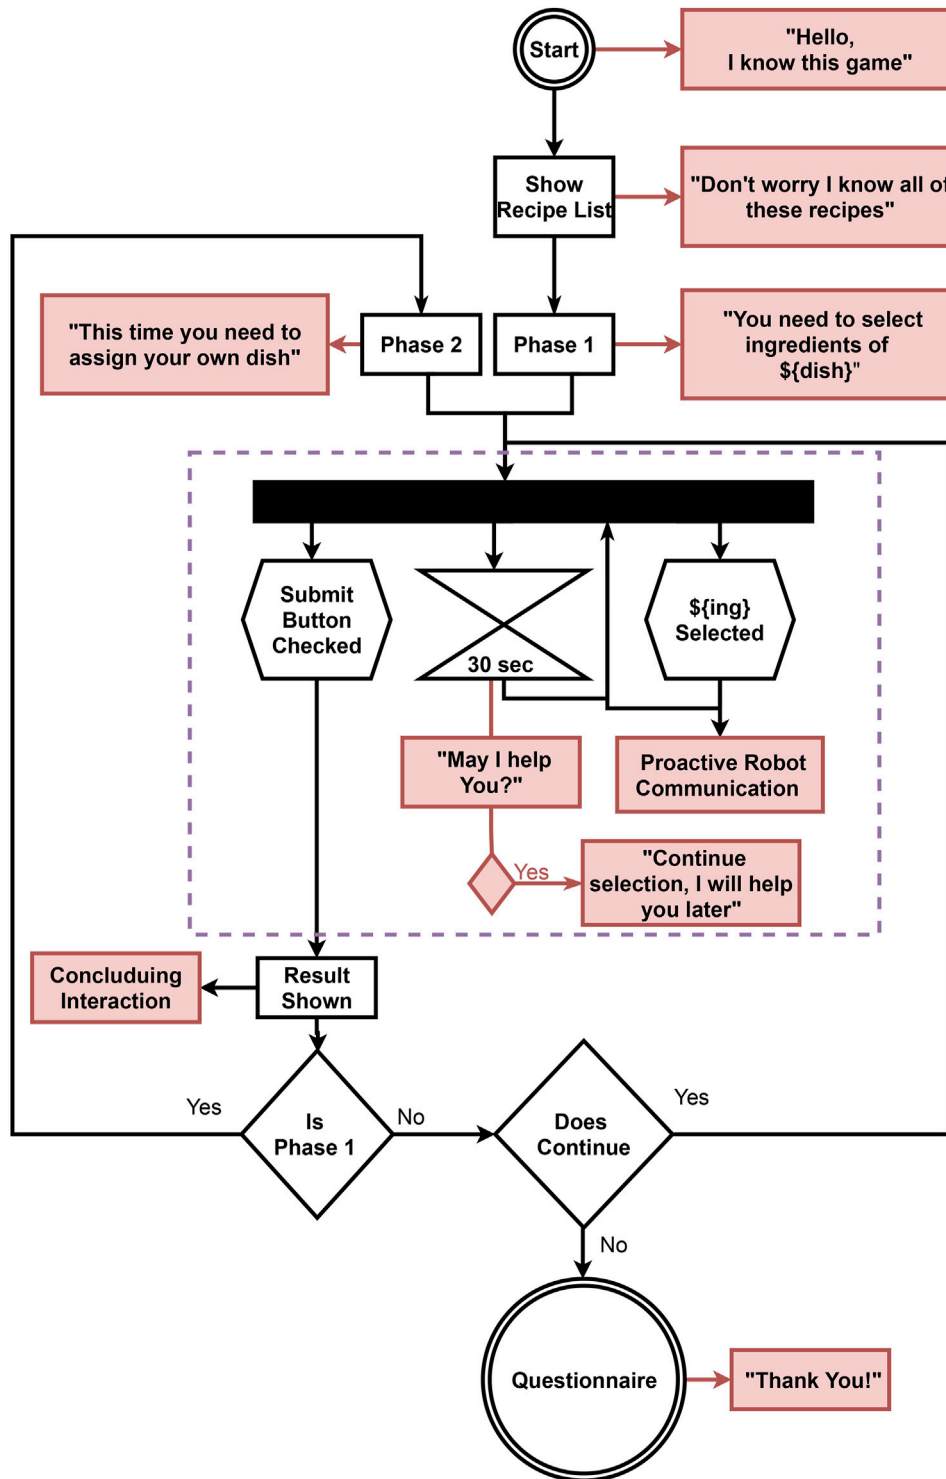 Start
"Hello,
I know this game"
Show
Recipe List
"Don't worry I know all of
these recipes"
"This time you need to
assign your own dish"
Phase 2
Phase 1
"You need to select
ingredients of
${dish}"
Submit
Button
Checked
30 sec
${ing}
Selected
"May I help
You?"
Proactive Robot
Communication
Yes
"Continue
selection, I will help
you later"
Concluduing
Interaction
Result
Shown
Yes
Is
Phase 1
No
Does
Continue
Yes
No
Questionnaire
"Thank You!"